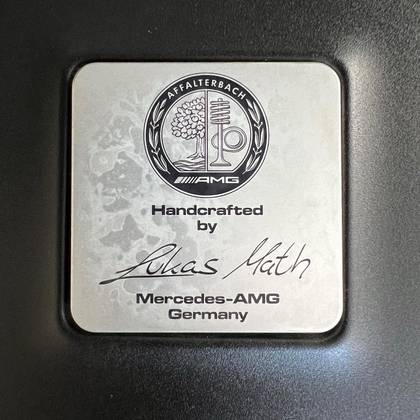 AFFALTERBACH
AMG
Handcrafted
by
Lukas Math
Mercedes-AMG
Germany